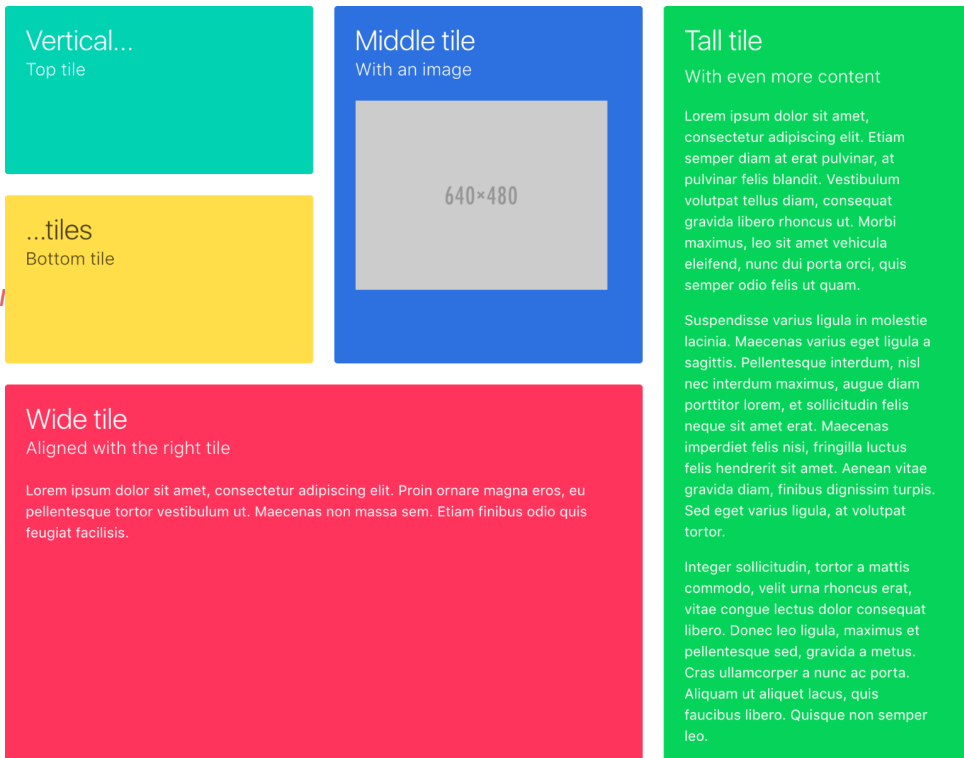 Vertical...
Top tile
...tiles
Bottom tile
Middle tile
With an image
640×480
Wide tile
Aligned with the right tile
Lorem ipsum dolor sit amet, consectetur adipiscing elit. Proin ornare magna eros, eu
pellentesque tortor vestibulum ut. Maecenas non massa sem. Etiam finibus odio quis
feugiat facilisis.
Tall tile
With even more content
Lorem ipsum dolor sit amet,
consectetur adipiscing elit. Etiam
semper diam at erat pulvinar, at
pulvinar felis blandit. Vestibulum
volutpat tellus diam, consequat
gravida libero rhoncus ut. Morbi
maximus, leo sit amet vehicula
eleifend, nunc dui porta orci, quis
semper odio felis ut quam.
Suspendisse varius ligula in molestie
lacinia. Maecenas varius eget ligula a
sagittis. Pellentesque interdum, nisl
nec interdum maximus, augue diam
porttitor lorem, et sollicitudin felis
neque sit amet erat. Maecenas
imperdiet felis nisi, fringilla luctus
felis hendrerit sit amet. Aenean vitae
gravida diam, finibus dignissim turpis.
Sed eget varius ligula, at volutpat
tortor.
Integer sollicitudin, tortor a mattis
commodo, velit urna rhoncus erat,
vitae congue lectus dolor consequat
libero. Donec leo ligula, maximus et
pellentesque sed, gravida a metus.
Cras ullamcorper a nunc ac porta.
Aliquam ut aliquet lacus, quis
faucibus libero. Quisque non semper
leo.